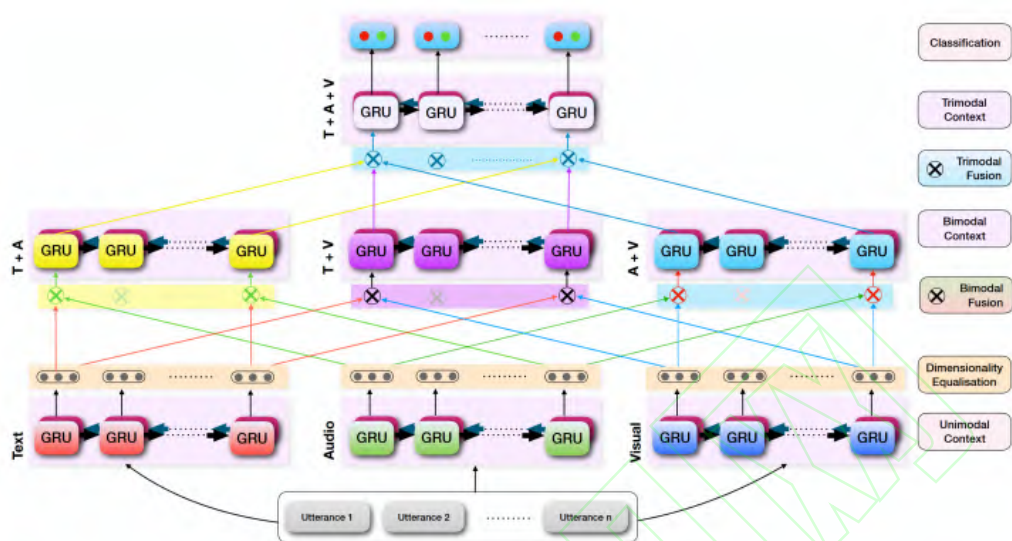 Classification
T + A + V
GRU GRU GRU
Trimodal
Context
Trimodal
Fusion
T + A
GRU GRU GRU
T + V
GRU GRU GRU
A + V
GRU GRU GRU
Bimodal
Context
Bimodal
Fusion
Dimensionality
Equalisation
Text
GRU GRU GRU
Audio
GRU GRU GRU
Visual
GRU GRU GRU
Unimodal
Context
Utterance 1 Utterance 2 ........ Utterance n